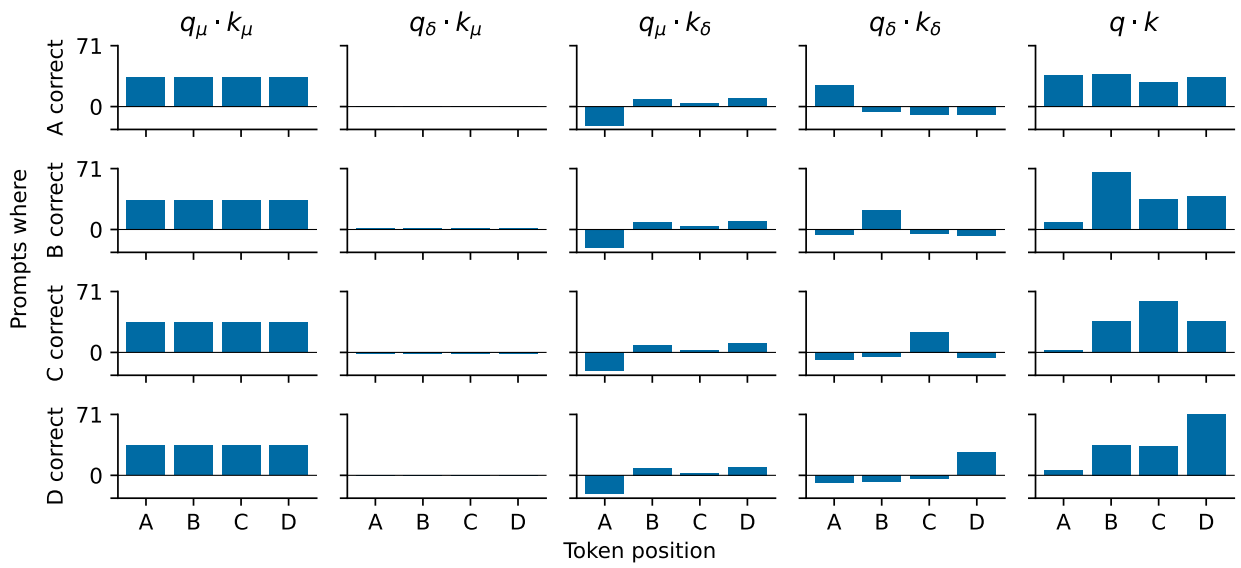 q_μ · k_μ q_δ · k_μ q_μ · k_δ q_δ · k_δ q · k
Prompts where
A correct
71
0
B correct
71
0
C correct
71
0
D correct
71
0
A B C D A B C D A B C D A B C D A B C D
Token position